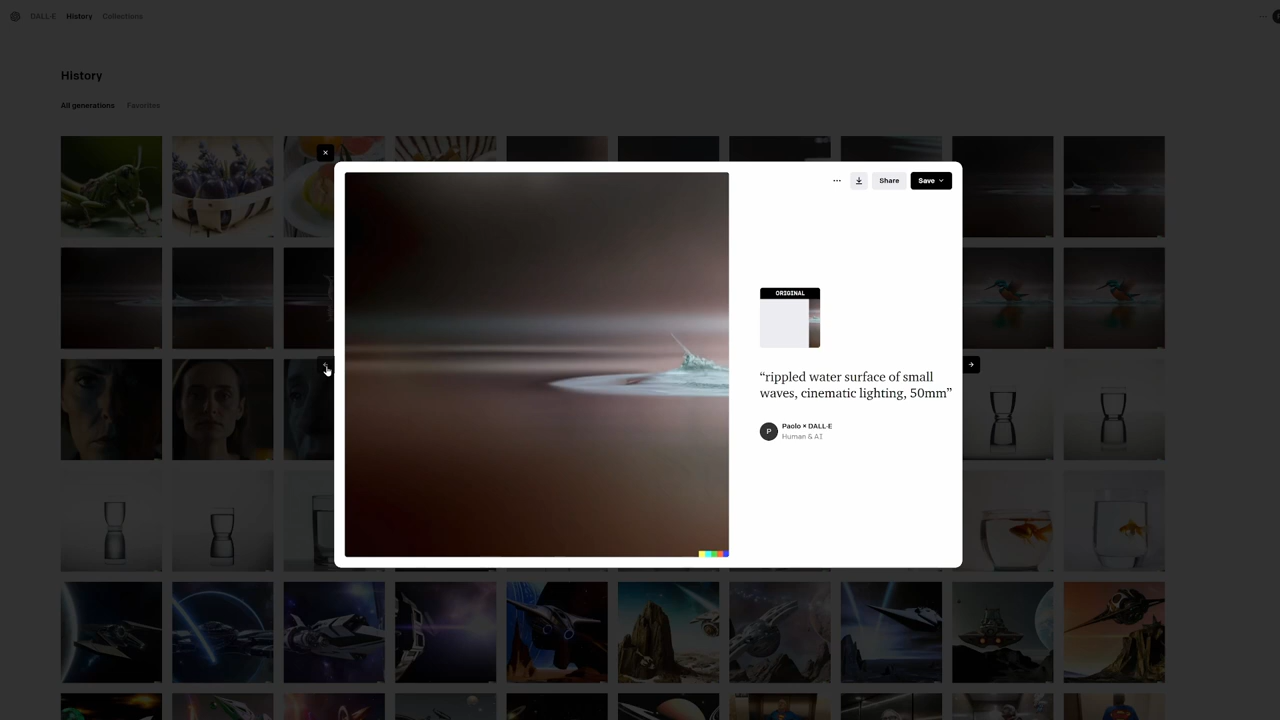 DALL-E History Collections
History
All generations Favorites
Share Save
ORIGINAL
“rippled water surface of small
waves, cinematic lighting, 50mm”
P
Paolo × DALL-E
Human & AI